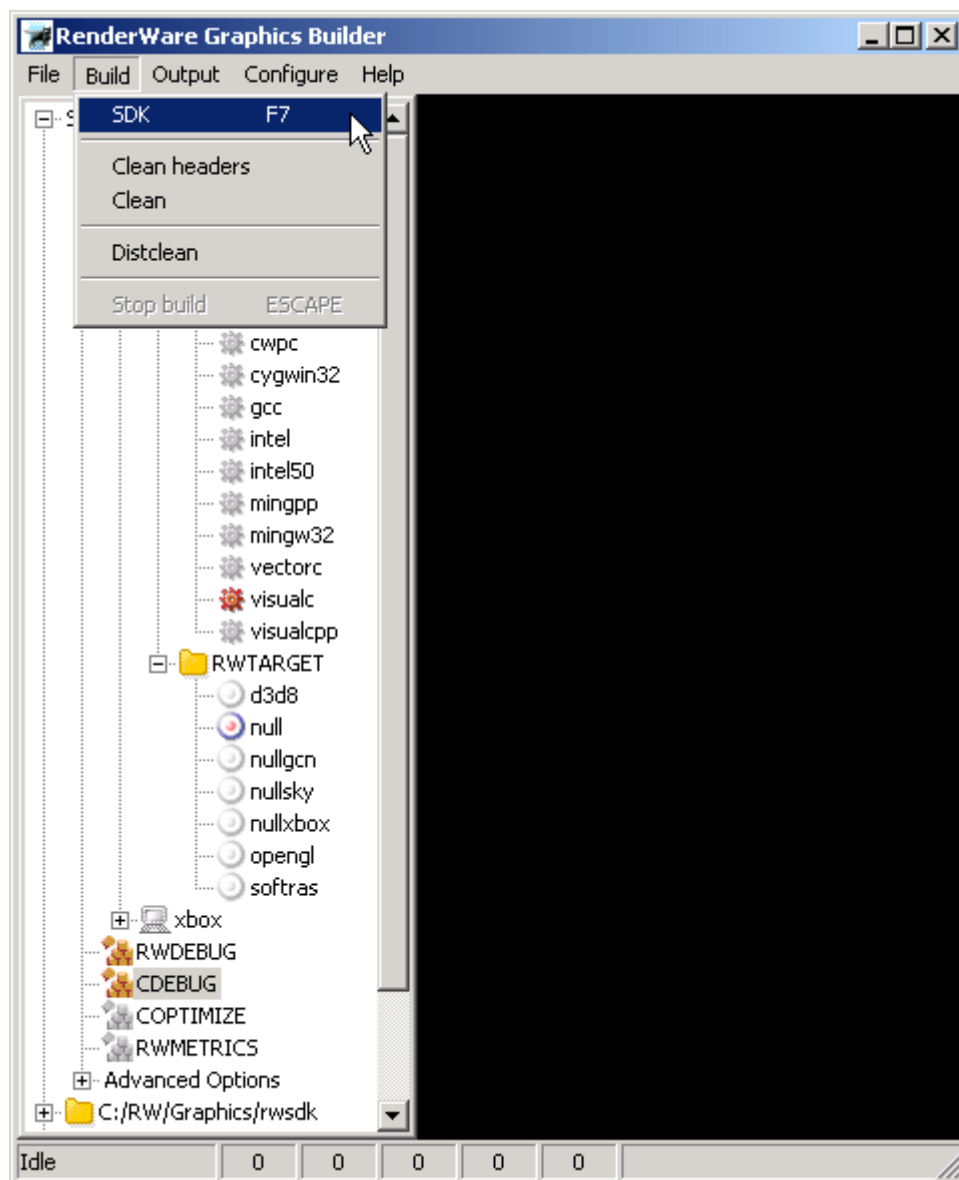 RenderWare Graphics Builder
File Build Output Configure Help
SDK F7
Clean headers
Clean
Distclean
Stop build ESCAPE
cwpc
cygwin32
gcc
intel
intel50
mingpp
mingw32
vectorc
visualc
visualcpp
RWTARGET
d3d8
null
nullgcn
nullsky
nullxbox
opengl
softras
xbox
RWDEBUG
CDEBUG
COPTIMIZE
RWMETRICS
Advanced Options
C:/RW/Graphics/rwsdk
Idle 0 0 0 0 0